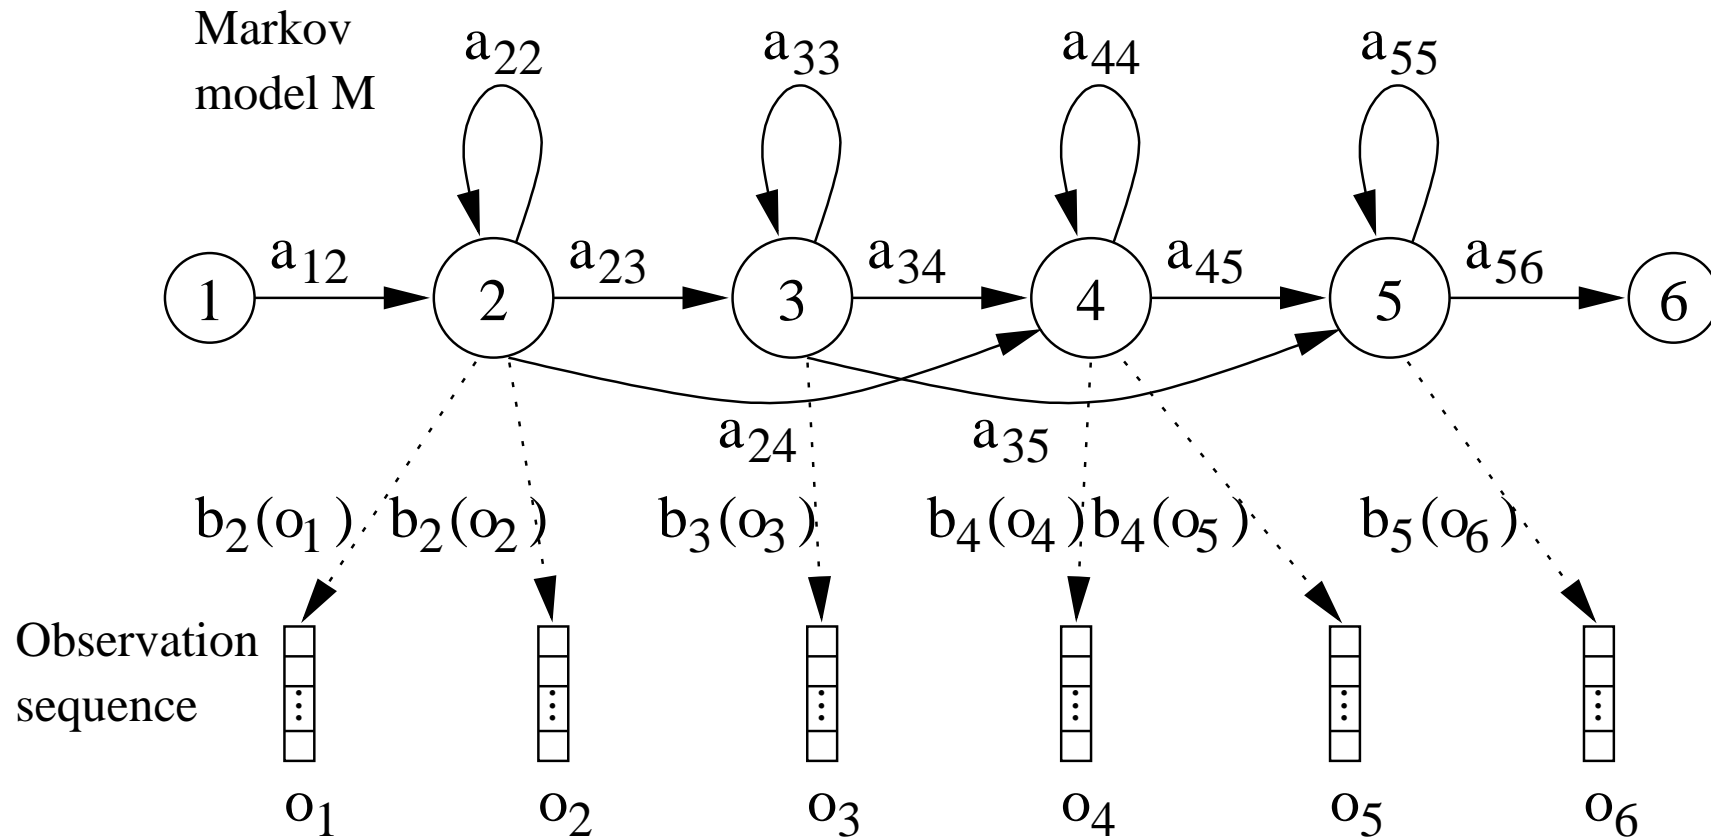 Markov
model M
a22 a33 a44 a55
a12 a23 a34 a45 a56
1 2 3 4 5 6
a24 a35
b2(o1) b2(o2) b3(o3) b4(o4) b4(o5) b5(o6)
Observation
sequence
o1 o2 o3 o4 o5 o6